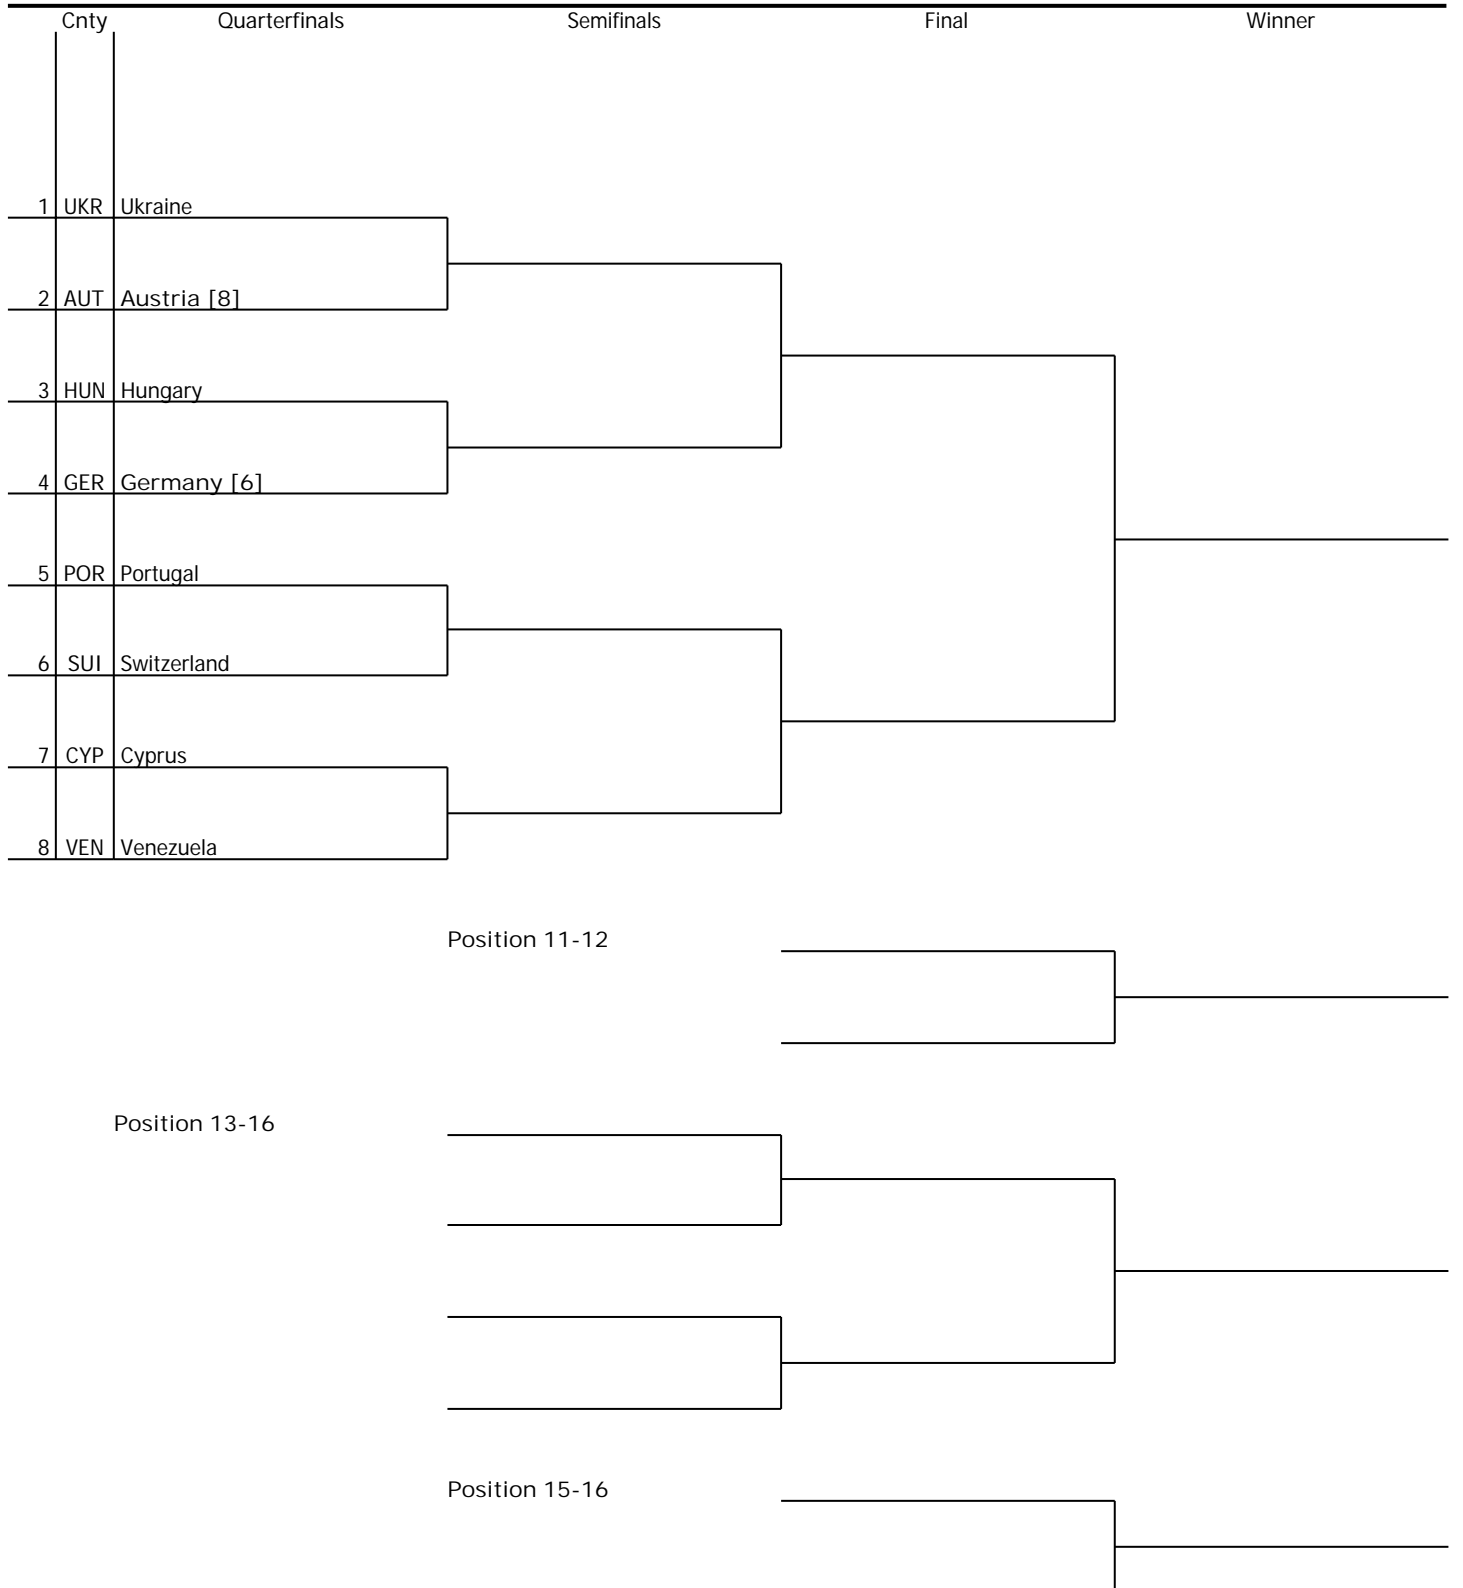 Cnty Quarterfinals Semifinals Final Winner
1 UKR Ukraine
2 AUT Austria [8]
3 HUN Hungary
4 GER Germany [6]
5 POR Portugal
6 SUI Switzerland
7 CYP Cyprus
8 VEN Venezuela
Position 11-12
Position 13-16
Position 15-16